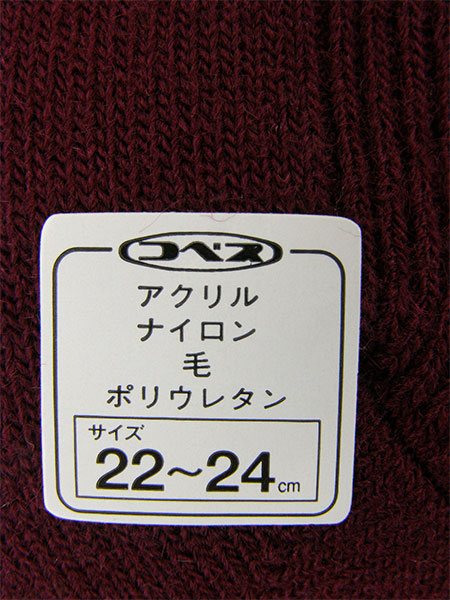 コベス
アクリル
ナイロン
毛
ポリウレタン
サイズ
22〜24cm